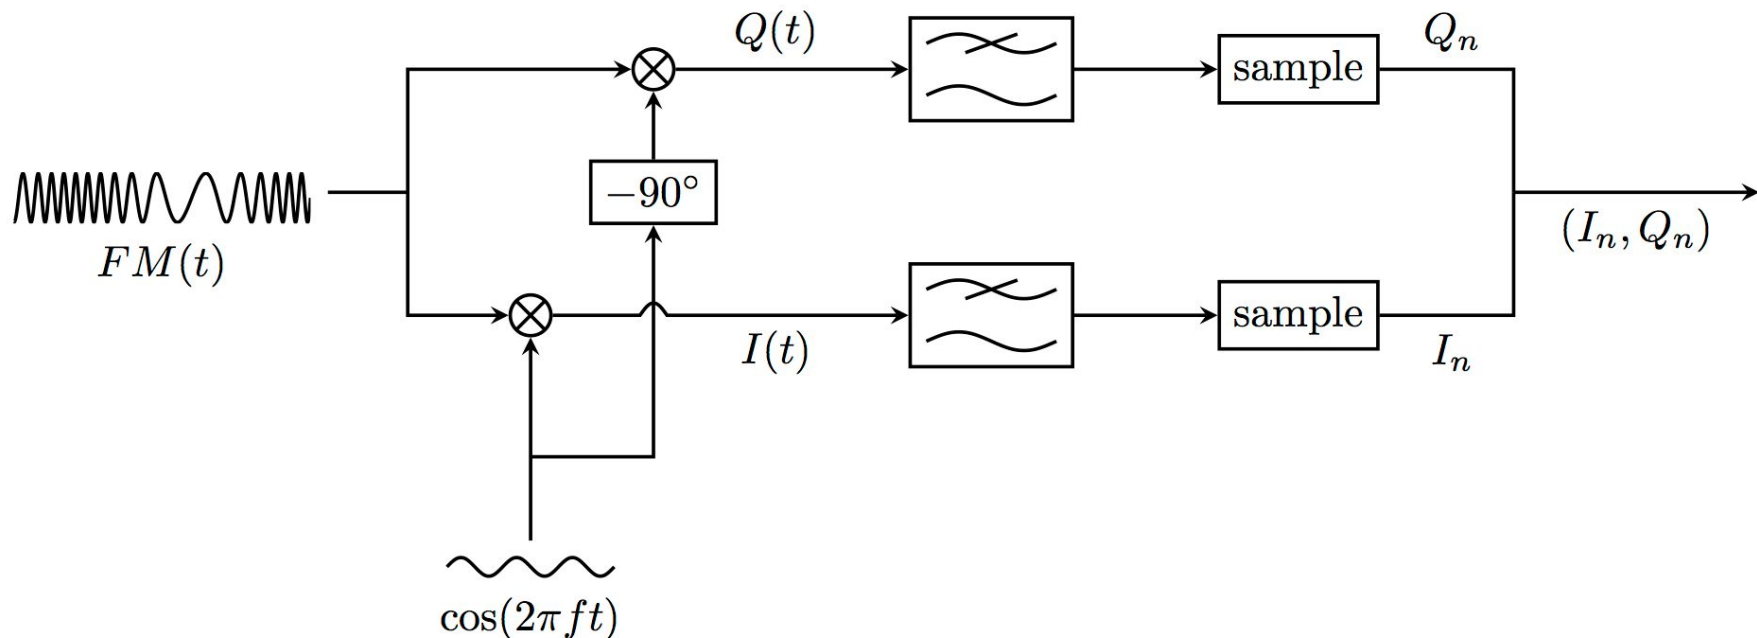 Q(t)
sample
Q_n
−90°
FM(t)
(I_n, Q_n)
sample
I(t)
I_n
cos(2πft)